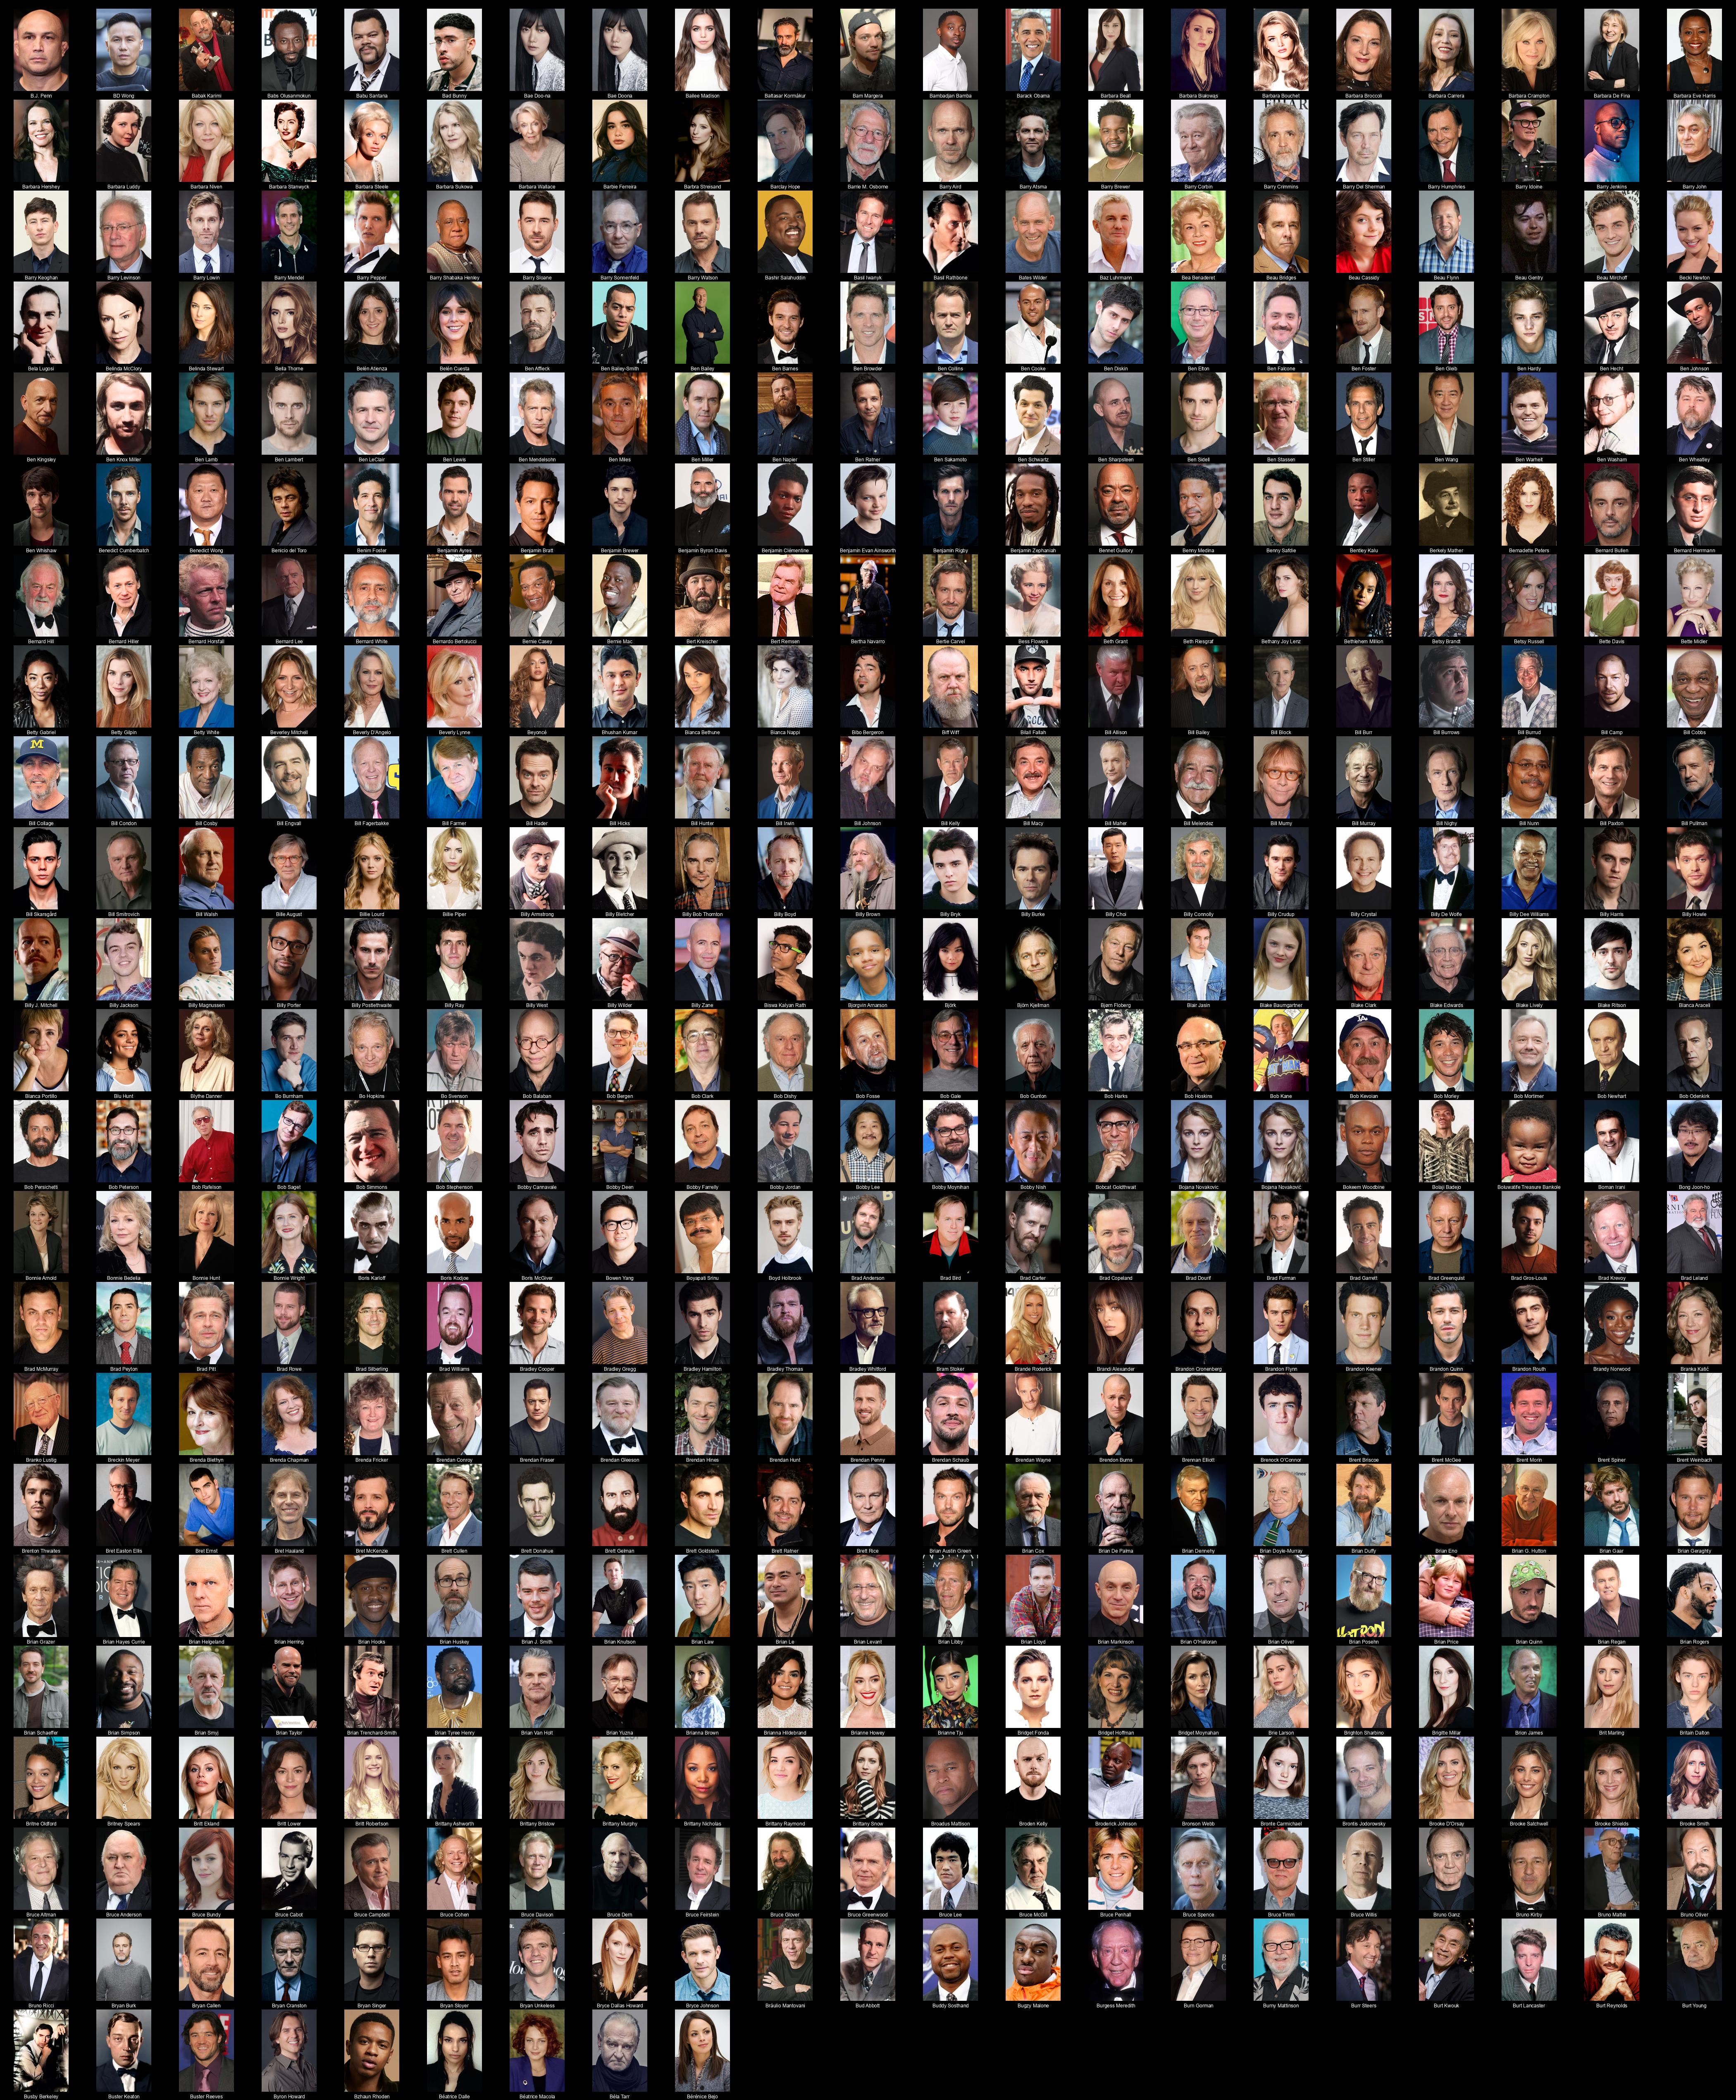 B.J. Penn BD Wong Babak Karimi Babs Olusanmokun Babu Santana Bad Bunny Bae Doo-na Bae Doona Bailee Madison Baltasar Kormákur Bam Margera Bambadjan Bamba Barack Obama Barbara Beall Barbara Bialowąs Barbara Bouchet Barbara Broccoli Barbara Carrera Barbara Crampton Barbara De Fina Barbara Eve Harris
Barbara Hershey Barbara Luddy Barbara Niven Barbara Stanwyck Barbara Steele Barbara Sukowa Barbara Wallace Barbie Ferreira Barbra Streisand Barclay Hope Barrie M. Osborne Barry Aird Barry Atsma Barry Brewer Barry Corbin Barry Crimmins Barry Del Sherman Barry Humphries Barry Idoine Barry Jenkins Barry John
Barry Keoghan Barry Levinson Barry Lowin Barry Mendel Barry Pepper Barry Shabaka Henley Barry Sloane Barry Sonnenfeld Barry Watson Bashir Salahuddin Basil Iwanyk Basil Rathbone Bates Wilder Baz Luhrmann Bea Benaderet Beau Bridges Beau Cassidy Beau Flynn Beau Gentry Beau Mirchoff Becki Newton
Bela Lugosi Belinda McClory Belinda Stewart Bella Thorne Belén Atienza Belén Cuesta Ben Affleck Ben Bailey-Smith Ben Bailey Ben Barnes Ben Browder Ben Collins Ben Cooke Ben Diskin Ben Elton Ben Falcone Ben Foster Ben Gleib Ben Hardy Ben Hecht Ben Johnson
Ben Kingsley Ben Knox Miller Ben Lamb Ben Lambert Ben LeClair Ben Lewis Ben Mendelsohn Ben Miles Ben Miller Ben Napier Ben Ratner Ben Sakamoto Ben Schwartz Ben Sharpsteen Ben Sidell Ben Stassen Ben Stiller Ben Wang Ben Warheit Ben Washam Ben Wheatley
Ben Whishaw Benedict Cumberbatch Benedict Wong Benicio del Toro Benim Foster Benjamin Ayres Benjamin Bratt Benjamin Brewer Benjamin Byron Davis Benjamin Clémentine Benjamin Evan Ainsworth Benjamin Rigby Benjamin Zephaniah Bennet Guillory Benny Medina Benny Safdie Bentley Kalu Berkely Mather Bernadette Peters Bernard Bullen Bernard Herrmann
Bernard Hill Bernard Hiller Bernard Horsfall Bernard Lee Bernard White Bernardo Bertolucci Bernie Casey Bernie Mac Bert Kreischer Bert Remsen Bertha Navarro Bertie Carvel Bess Flowers Beth Grant Beth Riesgraf Bethany Joy Lenz Bethlehem Million Betsy Brandt Betsy Russell Bette Davis Bette Midler
Betty Gabriel Betty Gilpin Betty White Beverley Mitchell Beverly D'Angelo Beverly Lynne Beyoncé Bhushan Kumar Bianca Bethune Bianca Nappi Bibo Bergeron Biff Wiff Bilall Fallah Bill Allison Bill Bailey Bill Block Bill Burr Bill Burrows Bill Burrud Bill Camp Bill Cobbs
Bill Collage Bill Condon Bill Cosby Bill Engvall Bill Fagerbakke Bill Farmer Bill Hader Bill Hicks Bill Hunter Bill Irwin Bill Johnson Bill Kelly Bill Macy Bill Maher Bill Melendez Bill Mumy Bill Murray Bill Nighy Bill Nunn Bill Paxton Bill Pullman
Bill Skarsgård Bill Smitrovich Bill Walsh Bille August Billie Lourd Billie Piper Billy Armstrong Billy Bletcher Billy Bob Thornton Billy Boyd Billy Brown Billy Bryk Billy Burke Billy Choi Billy Connolly Billy Crudup Billy Crystal Billy De Wolfe Billy Dee Williams Billy Harris Billy Howle
Billy J. Mitchell Billy Jackson Billy Magnussen Billy Porter Billy Postlethwaite Billy Ray Billy West Billy Wilder Billy Zane Biswa Kalyan Rath Bjorgvin Arnarson Björk Björn Kjellman Bjørn Floberg Blair Jasin Blake Baumgartner Blake Clark Blake Edwards Blake Lively Blake Ritson Blanca Araceli
Blanca Portillo Blu Hunt Blythe Danner Bo Burnham Bo Hopkins Bo Svenson Bob Balaban Bob Bergen Bob Clark Bob Dishy Bob Fosse Bob Gale Bob Gunton Bob Harks Bob Hoskins Bob Kane Bob Kevoian Bob Morley Bob Mortimer Bob Newhart Bob Odenkirk
Bob Persichetti Bob Peterson Bob Rafelson Bob Saget Bob Simmons Bob Stephenson Bobby Cannavale Bobby Deen Bobby Farrelly Bobby Jordan Bobby Lee Bobby Moynihan Bobby Nish Bobcat Goldthwait Bojana Novakovic Bojana Novaković Bokeem Woodbine Bolaji Badejo Boluwatife Treasure Bankole Boman Irani Bong Joon-ho
Bonnie Arnold Bonnie Bedelia Bonnie Hunt Bonnie Wright Boris Karloff Boris Kodjoe Boris McGiver Bowen Yang Boyapati Srinu Boyd Holbrook Brad Anderson Brad Bird Brad Carter Brad Copeland Brad Dourif Brad Furman Brad Garrett Brad Greenquist Brad Gros-Louis Brad Krevoy Brad Leland
Brad McMurray Brad Peyton Brad Pitt Brad Rowe Brad Silberling Brad Williams Bradley Cooper Bradley Gregg Bradley Hamilton Bradley Thomas Bradley Whitford Bram Stoker Brande Roderick Brandi Alexander Brandon Cronenberg Brandon Flynn Brandon Keener Brandon Quinn Brandon Routh Brandy Norwood Branka Katić
Branko Lustig Breckin Meyer Brenda Blethyn Brenda Chapman Brenda Fricker Brendan Conroy Brendan Fraser Brendan Gleeson Brendan Hines Brendan Hunt Brendan Penny Brendan Schaub Brendan Wayne Brendon Burns Brennan Elliott Brenock O'Connor Brent Briscoe Brent McGee Brent Morin Brent Spiner Brent Weinbach
Brenton Thwaites Bret Easton Ellis Bret Ernst Bret Haaland Bret McKenzie Brett Cullen Brett Donahue Brett Gelman Brett Goldstein Brett Ratner Brett Rice Brian Austin Green Brian Cox Brian De Palma Brian Dennehy Brian Doyle-Murray Brian Duffy Brian Eno Brian G. Hutton Brian Gaar Brian Geraghty
Brian Grazer Brian Hayes Currie Brian Helgeland Brian Herring Brian Hooks Brian Huskey Brian J. Smith Brian Knutson Brian Law Brian Le Brian Levant Brian Libby Brian Lloyd Brian Markinson Brian O'Halloran Brian Oliver Brian Posehn Brian Price Brian Quinn Brian Regan Brian Rogers
Brian Schaeffer Brian Simpson Brian Smyj Brian Taylor Brian Trenchard-Smith Brian Tyree Henry Brian Van Holt Brian Yuzna Brianna Brown Brianna Hildebrand Brianne Howey Brianne Tju Bridget Fonda Bridget Hoffman Bridget Moynahan Brie Larson Brighton Sharbino Brigitte Millar Brion James Brit Marling Britain Dalton
Britne Oldford Britney Spears Britt Ekland Britt Lower Britt Robertson Brittany Ashworth Brittany Bristow Brittany Murphy Brittany Nicholas Brittany Raymond Brittany Snow Broadus Mattison Broden Kelly Broderick Johnson Bronson Webb Bronte Carmichael Brontis Jodorowsky Brooke D'Orsay Brooke Satchwell Brooke Shields Brooke Smith
Bruce Altman Bruce Anderson Bruce Bundy Bruce Cabot Bruce Campbell Bruce Cohen Bruce Davison Bruce Dern Bruce Feirstein Bruce Glover Bruce Greenwood Bruce Lee Bruce McGill Bruce Penhall Bruce Spence Bruce Timm Bruce Willis Bruno Ganz Bruno Kirby Bruno Mattei Bruno Oliver
Bruno Ricci Bryan Burk Bryan Callen Bryan Cranston Bryan Singer Bryan Sloyer Bryan Unkeless Bryce Dallas Howard Bryce Johnson Bráulio Mantovani Bud Abbott Buddy Sosthand Bugzy Malone Burgess Meredith Burn Gorman Burny Mattinson Burr Steers Burt Kwouk Burt Lancaster Burt Reynolds Burt Young
Busby Berkeley Buster Keaton Buster Reeves Byron Howard Bzhaun Rhoden Béatrice Dalle Béatrice Macola Béla Tarr Bérénice Bejo